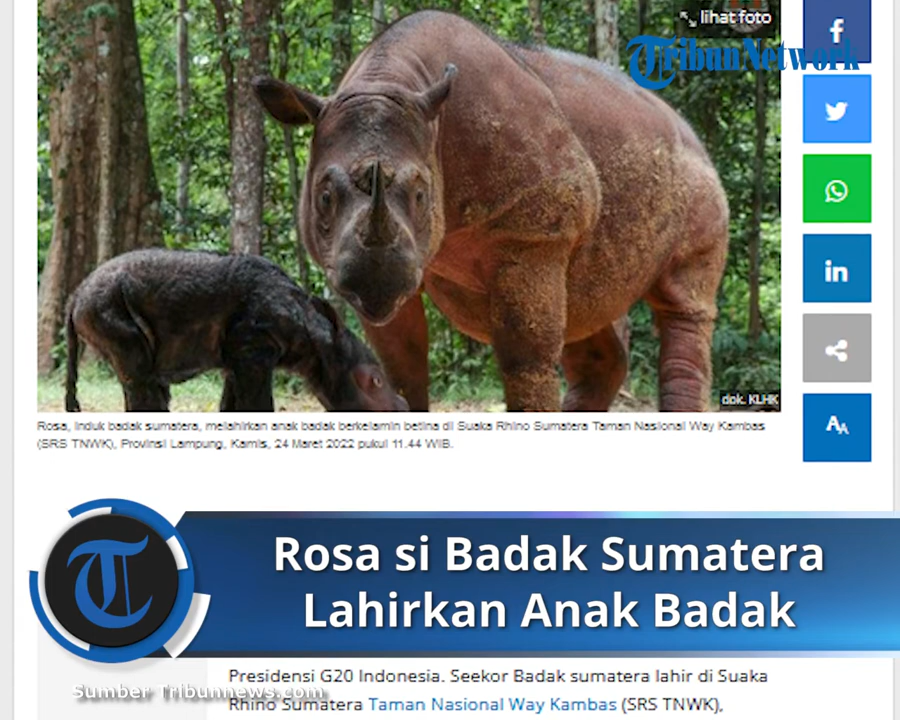 lihat foto
Tribun Network
dok. KLHK
Rosa, induk badak sumatera, melahirkan anak badak berkelamin betina di Suaka Rhino Sumatera Taman Nasional Way Kambas
(SRS TNWK), Provinsi Lampung, Kamis, 24 Maret 2022 pukul 11.44 WIB.
Rosa si Badak Sumatera
Lahirkan Anak Badak
Presidensi G20 Indonesia. Seekor Badak sumatera lahir di Suaka
Sumber Tribunnews.com
Rhino Sumatera Taman Nasional Way Kambas (SRS TNWK),